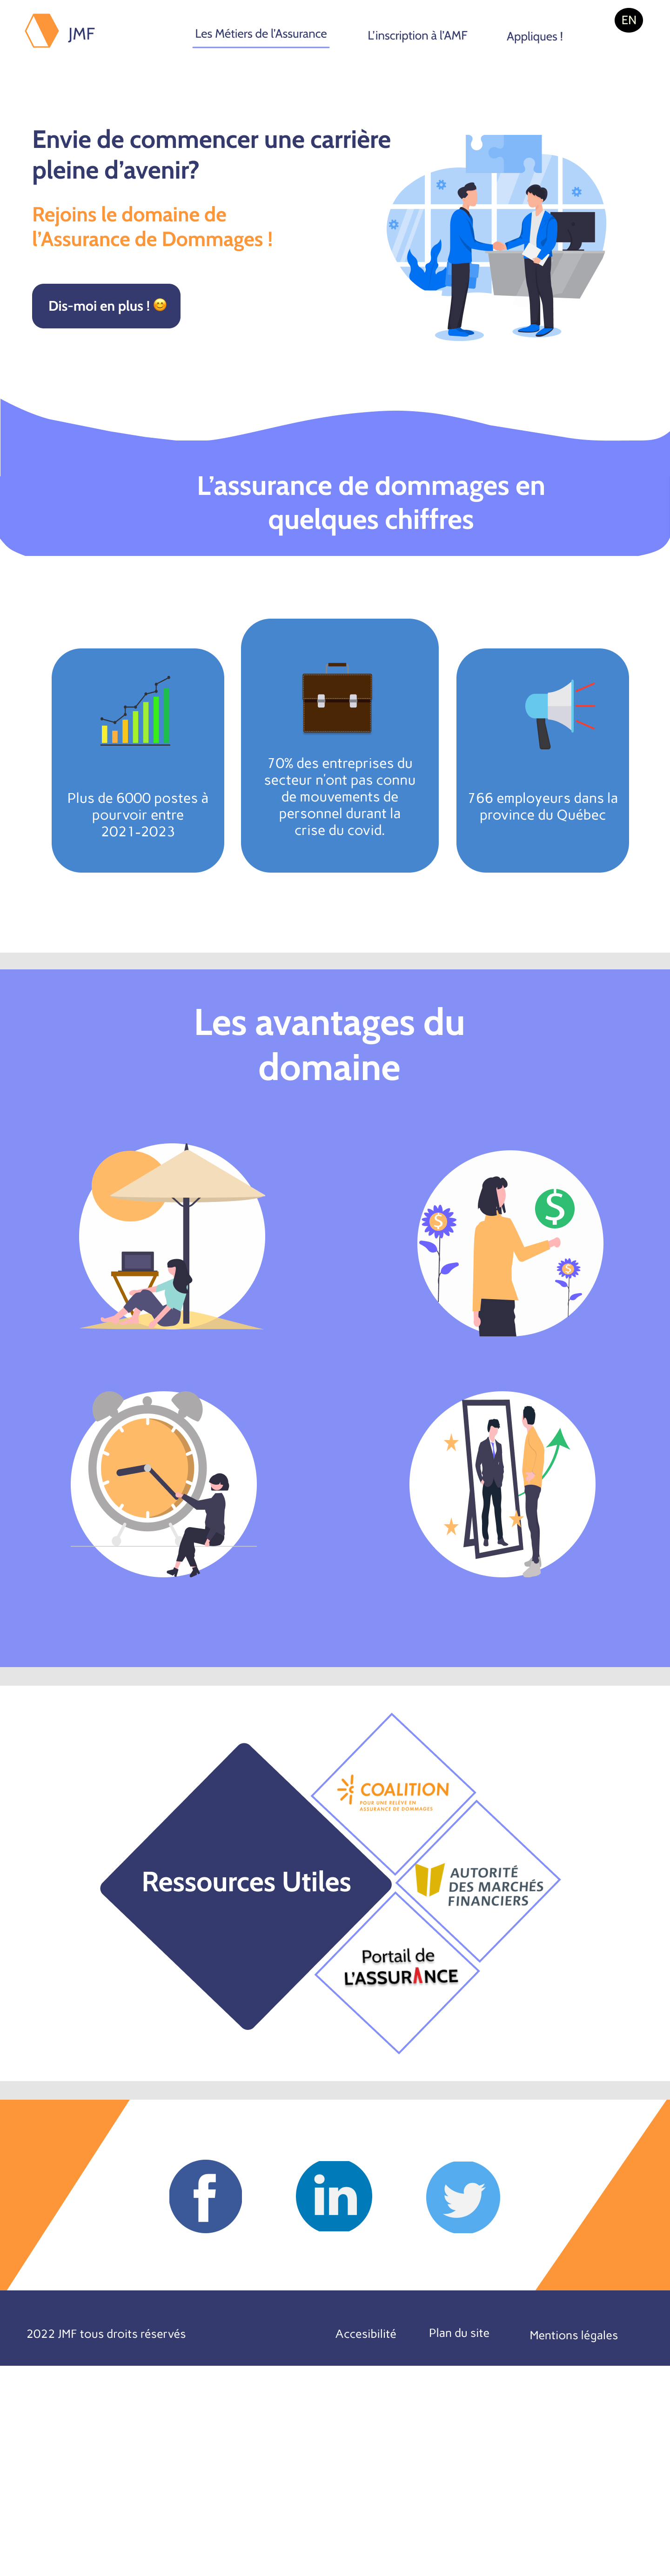 JMF
Les Métiers de l'Assurance
L'inscription à l'AMF
Appliques !
EN
Envie de commencer une carrière
pleine d'avenir?
Rejoins le domaine de
l'Assurance de Dommages !
Dis-moi en plus ! 😊
L'assurance de dommages en
quelques chiffres
Plus de 6000 postes à
pourvoir entre
2021-2023
70% des entreprises du
secteur n'ont pas connu
de mouvements de
personnel durant la
crise du covid.
766 employeurs dans la
province du Québec
Les avantages du
domaine
$
$
$
Ressources Utiles
COALITION
POUR UNE RELÈVE EN
ASSURANCE DE DOMMAGES
AUTORITÉ
DES MARCHÉS
FINANCIERS
Portail de
L'ASSURANCE
f
in
2022 JMF tous droits réservés
Accesibilité
Plan du site
Mentions légales